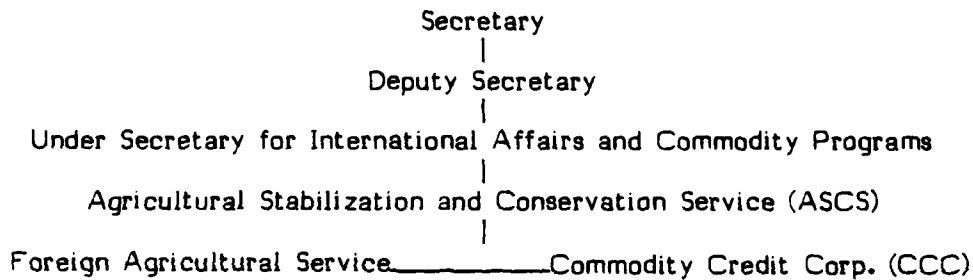 Secretary
Deputy Secretary
Under Secretary for International Affairs and Commodity Programs
Agricultural Stabilization and Conservation Service (ASCS)
Foreign Agricultural Service Commodity Credit Corp. (CCC)